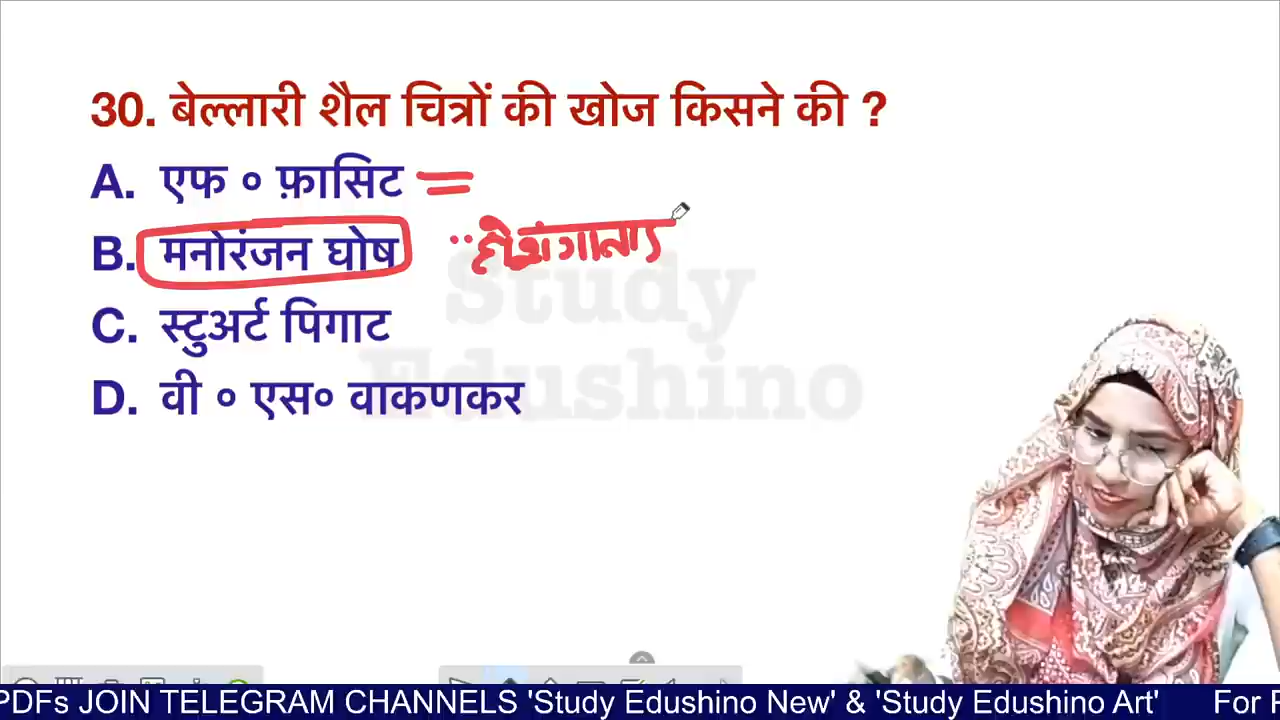 30. बेल्लारी शैल चित्रों की खोज किसने की ?
A. एफ ० फ़ासिट =
B. मनोरंजन घोष
C. स्टुअर्ट पिगाट
D. वी ० एस० वाकणकर
Study
Edushino
PDFs JOIN TELEGRAM CHANNELS 'Study Edushino New' & 'Study Edushino Art' For